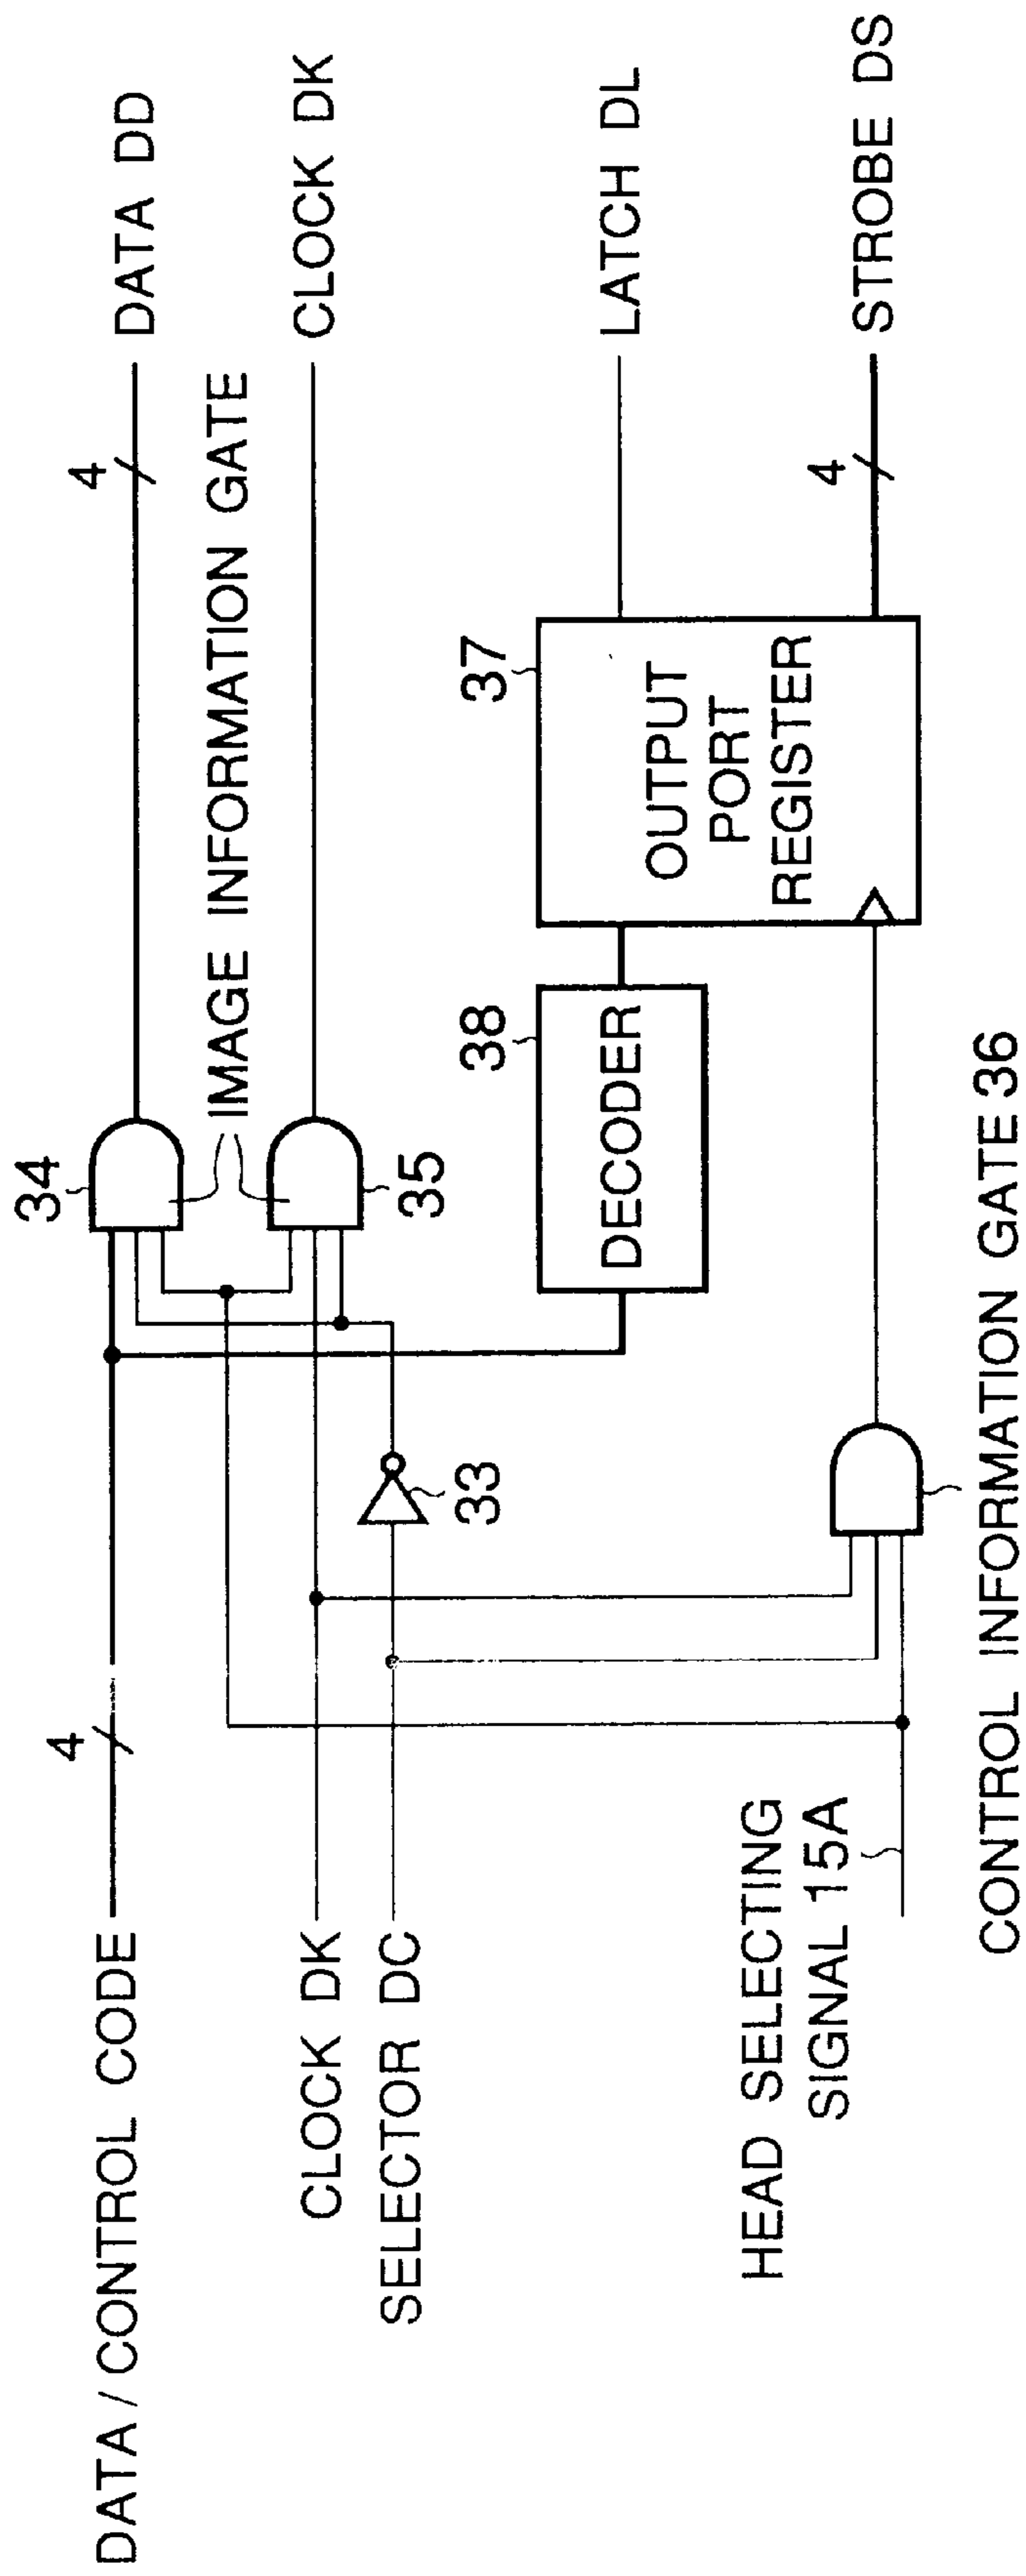 DATA / CONTROL CODE
4
CLOCK DK
SELECTOR DC
HEAD SELECTING
SIGNAL 15A
33
34
35
IMAGE INFORMATION GATE
4
DATA DD
CLOCK DK
38
DECODER
37
OUTPUT
PORT
REGISTER
LATCH DL
4
STROBE DS
CONTROL INFORMATION GATE 36